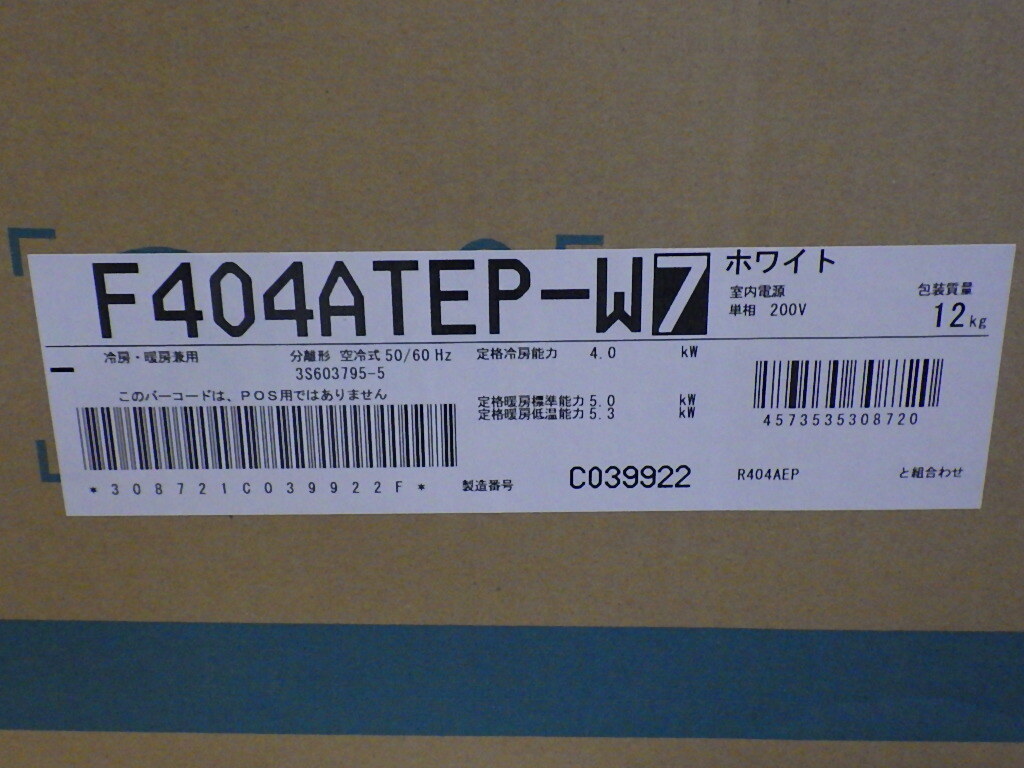 F404ATEP-W7
ホワイト
室内電源
単相 200V
包装質量
12kg
冷房・暖房兼用
分離形 空冷式 50/60 Hz
3S603795-5
定格冷房能力 4.0 kW
定格暖房標準能力 5.0 kW
定格暖房低温能力 5.3 kW
このバーコードは、POS用ではありません
*308721C039922F*
4573535308720
製造番号 C039922
R404AEP と組合わせ